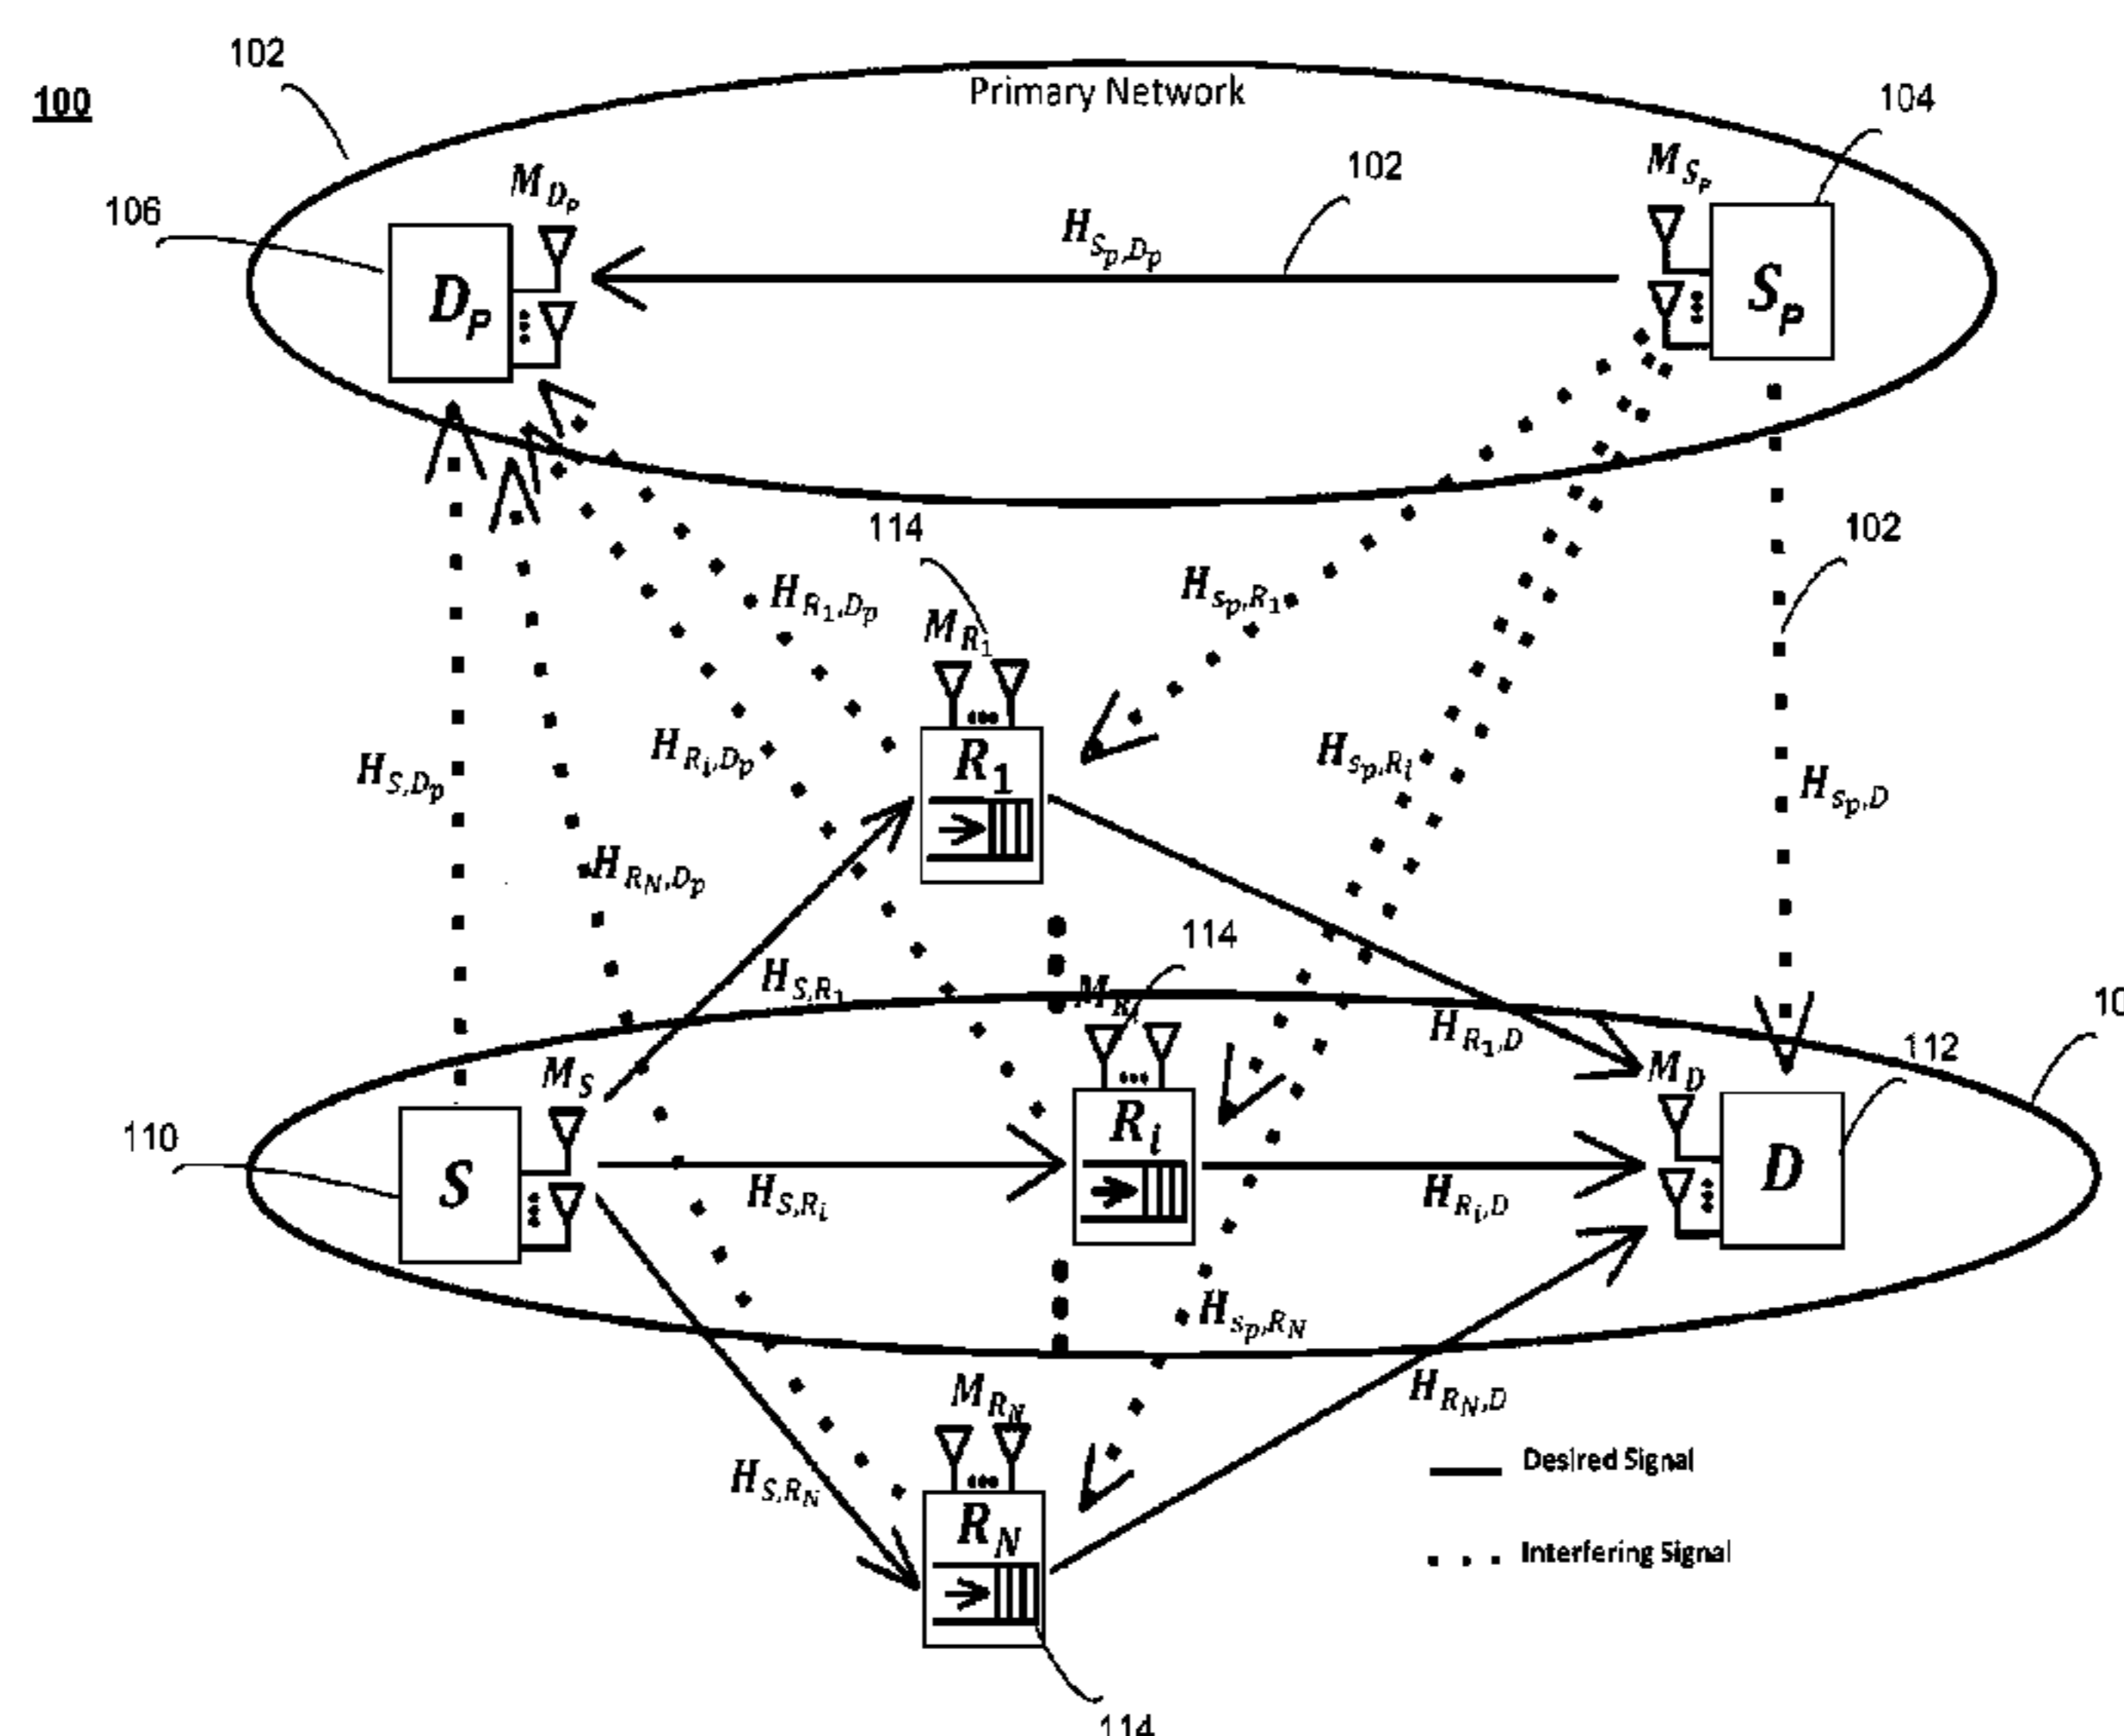 102
100
Primary Network
104
M_{D_P}
102
M_{S_P}
106
H_{S_p,D_p}
D_P
S_P
114
102
H_{R_1,D_p}
H_{s_p,R_1}
M_{R_1}
H_{R_i,D_p}
H_{s_p,R_i}
H_{S,D_p}
R_1
H_{s_p,D}
H_{R_N,D_p}
114
H_{S,R_1}
M_{R_i}
H_{R_1,D}
112
M_S
M_D
110
S
R_i
D
H_{S,R_i}
H_{R_i,D}
H_{s_p,R_N}
M_{R_N}
H_{R_N,D}
H_{S,R_N}
Desired Signal
R_N
Interfering Signal
114